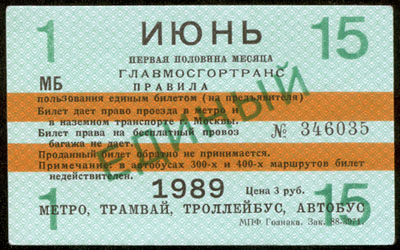 1 ИЮНЬ 15
ПЕРВАЯ ПОЛОВИНА МЕСЯЦА
МБ ГЛАВМОСГОРТРАНС
ПРАВИЛА
пользования единым билетом (на предъявителя)
Билет дает право проезда в метро и
в наземном транспорте г. Москвы.
Билет права на бесплатный провоз
багажа не дает.
№ 346035
Проданный билет обратно не принимается.
Примечание: в автобусах 300-х и 400-х маршрутов билет
недействителен.
ЕДИНЫЙ
1 1989 Цена 3 руб. 15
МЕТРО, ТРАМВАЙ, ТРОЛЛЕЙБУС, АВТОБУС
МПФ Гознака. Зак. 88-3971.